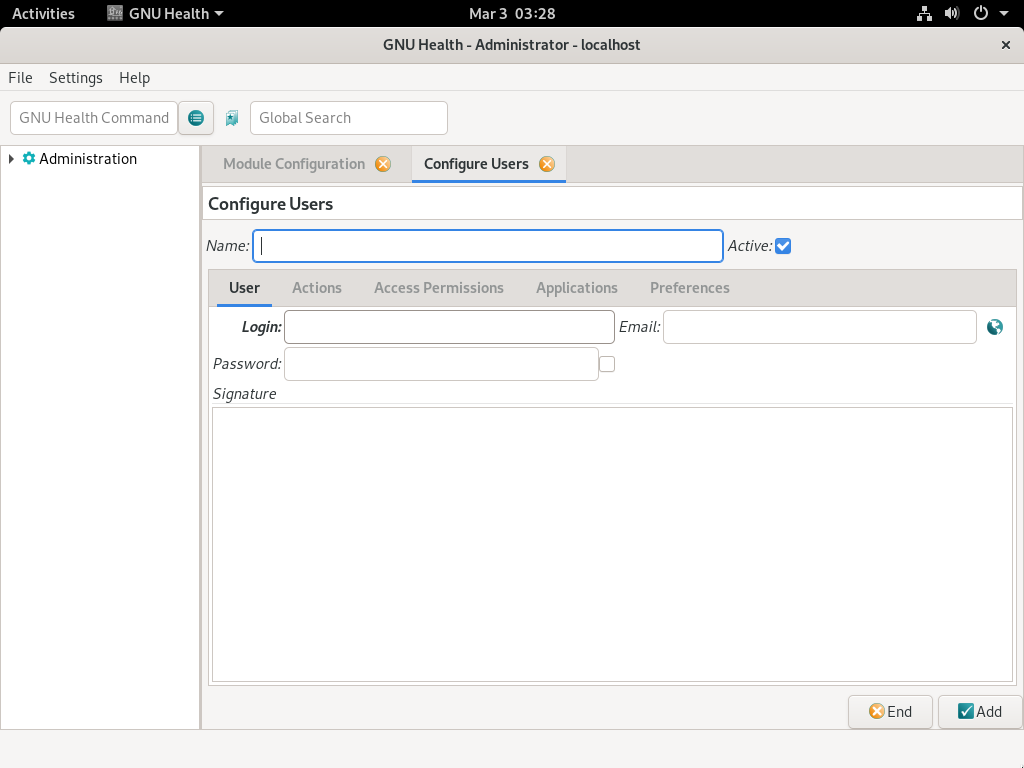 Activities GNU Health Mar 3 03:28
GNU Health - Administrator - localhost
File Settings Help
GNU Health Command Global Search
Administration
Module Configuration Configure Users
Configure Users
Name: Active:
User Actions Access Permissions Applications Preferences
Login: Email:
Password:
Signature
End Add